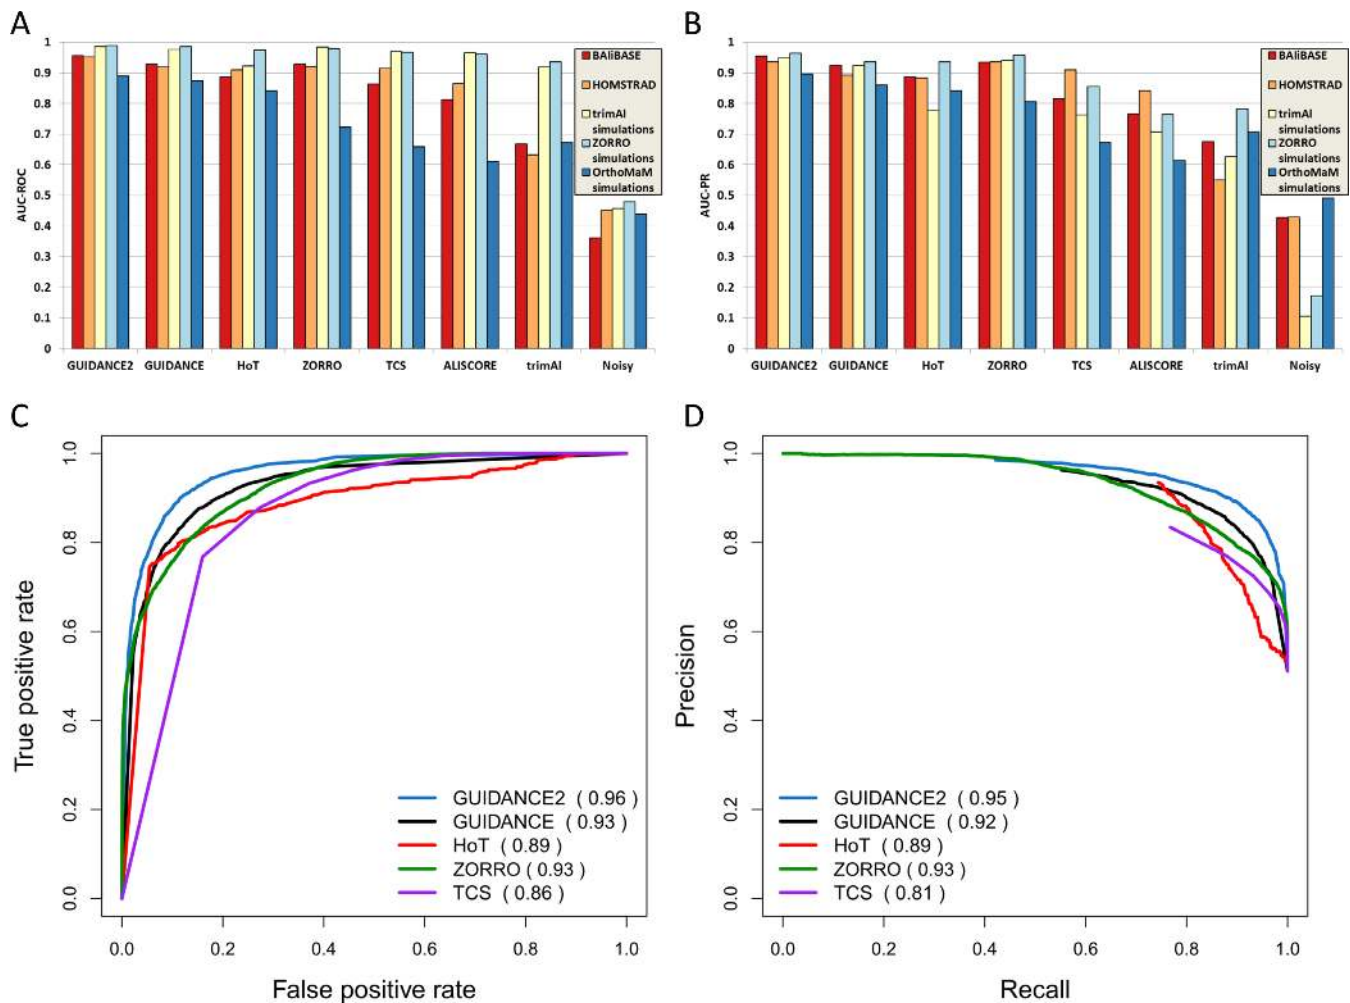 A
1
0.9
0.8
0.7
0.6
0.5
0.4
0.3
0.2
0.1
0
AUC-ROC
BAliBASE
HOMSTRAD
trimAl
simulations
ZORRO
simulations
OrthoMaM
simulations
GUIDANCE2 GUIDANCE HoT ZORRO TCS ALISCORE trimAl Noisy
B
1
0.9
0.8
0.7
0.6
0.5
0.4
0.3
0.2
0.1
0
AUC-PR
BAliBASE
HOMSTRAD
trimAl
simulations
ZORRO
simulations
OrthoMaM
simulations
GUIDANCE2 GUIDANCE HoT ZORRO TCS ALISCORE trimAl Noisy
C
1.0
0.8
0.6
0.4
0.2
0.0
True positive rate
GUIDANCE2 ( 0.96 )
GUIDANCE ( 0.93 )
HoT ( 0.89 )
ZORRO ( 0.93 )
TCS ( 0.86 )
0.0 0.2 0.4 0.6 0.8 1.0
False positive rate
D
1.0
0.8
0.6
0.4
0.2
0.0
Precision
GUIDANCE2 ( 0.95 )
GUIDANCE ( 0.92 )
HoT ( 0.89 )
ZORRO ( 0.93 )
TCS ( 0.81 )
0.0 0.2 0.4 0.6 0.8 1.0
Recall